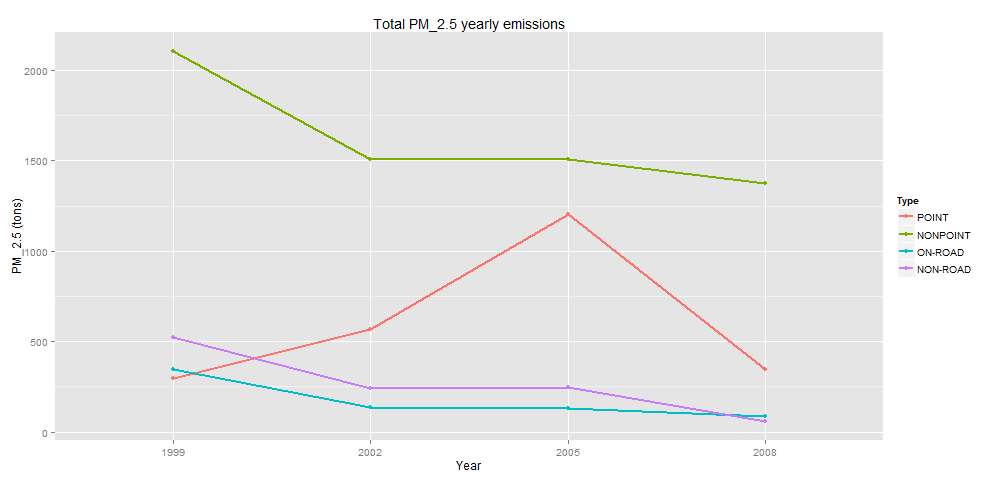 Total PM_2.5 yearly emissions
PM_2.5 (tons)
2000
1500
1000
500
0
1999
2002
2005
2008
Year
Type
POINT
NONPOINT
ON-ROAD
NON-ROAD